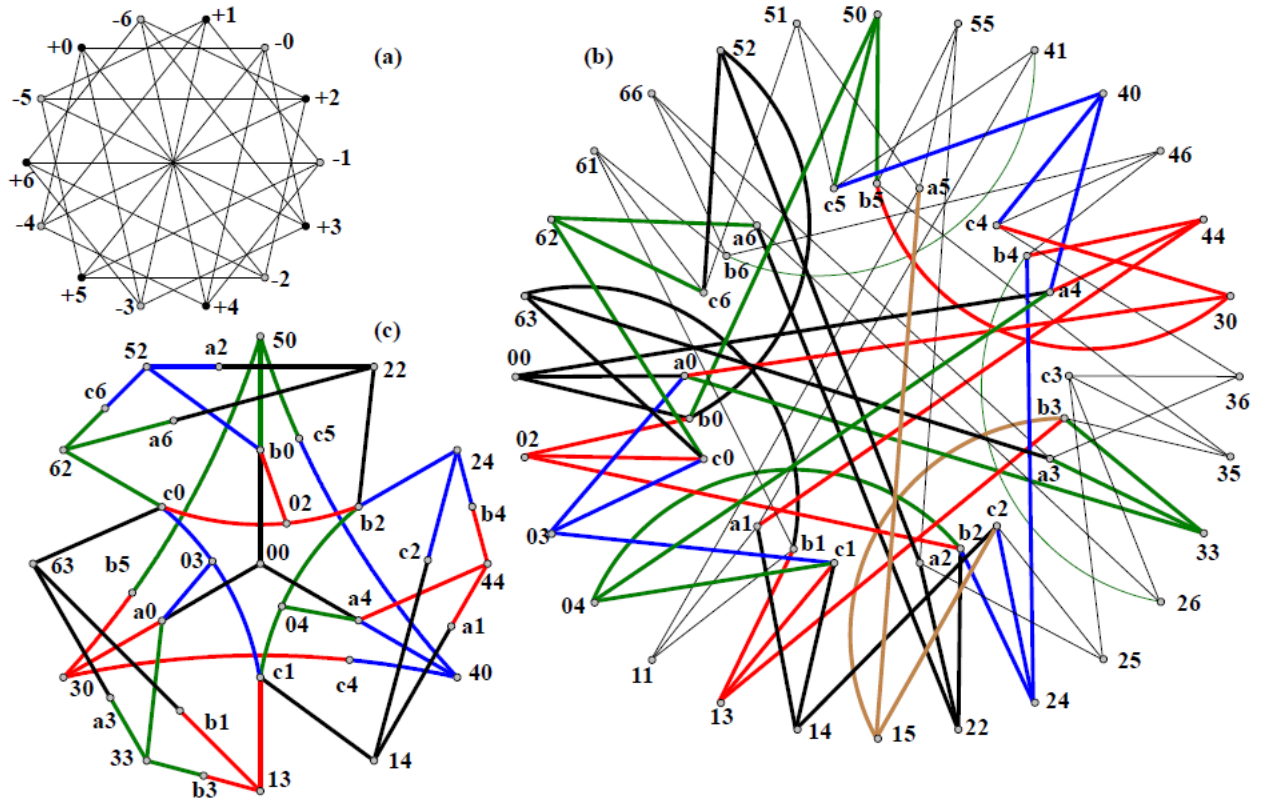 (a)
-6
+1
+0
-0
-5
+2
+6
-1
-4
+3
+5
-2
-3
+4
(b)
51
50
55
41
52
40
66
46
61
c5
b5
a5
62
a6
c4
44
b6
b4
63
c6
a4
30
00
a0
c3
36
b0
b3
02
c0
a3
35
03
a1
b1
c1
b2
a2
c2
33
04
26
11
25
13
14
15
22
24
(c)
52
a2
50
22
c6
a6
b0
c5
62
24
c0
02
b2
b4
63
b5
03
00
c2
44
a0
04
a4
a1
30
c1
c4
40
a3
b1
33
b3
13
14